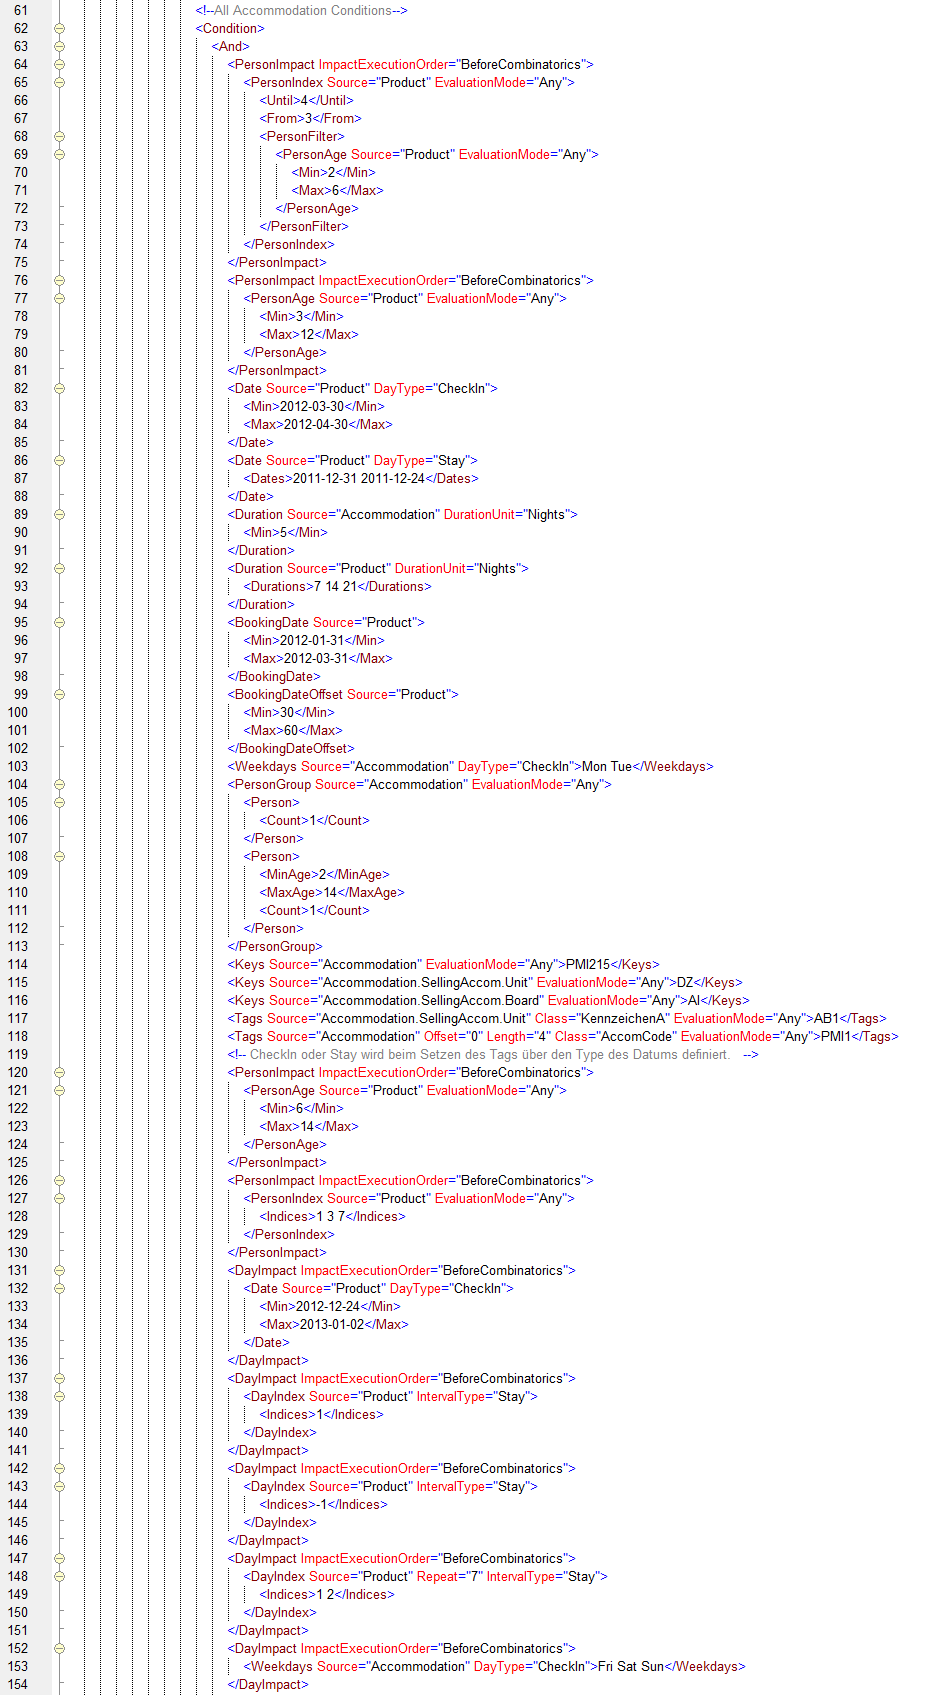 61 <!--All Accommodation Conditions-->
62 <Condition>
63 <And>
64 <PersonImpact ImpactExecutionOrder="BeforeCombinatorics">
65 <PersonIndex Source="Product" EvaluationMode="Any">
66 <Until>4</Until>
67 <From>3</From>
68 <PersonFilter>
69 <PersonAge Source="Product" EvaluationMode="Any">
70 <Min>2</Min>
71 <Max>6</Max>
72 </PersonAge>
73 </PersonFilter>
74 </PersonIndex>
75 </PersonImpact>
76 <PersonImpact ImpactExecutionOrder="BeforeCombinatorics">
77 <PersonAge Source="Product" EvaluationMode="Any">
78 <Min>3</Min>
79 <Max>12</Max>
80 </PersonAge>
81 </PersonImpact>
82 <Date Source="Product" DayType="CheckIn">
83 <Min>2012-03-30</Min>
84 <Max>2012-04-30</Max>
85 </Date>
86 <Date Source="Product" DayType="Stay">
87 <Dates>2011-12-31 2011-12-24</Dates>
88 </Date>
89 <Duration Source="Accommodation" DurationUnit="Nights">
90 <Min>5</Min>
91 </Duration>
92 <Duration Source="Product" DurationUnit="Nights">
93 <Durations>7 14 21</Durations>
94 </Duration>
95 <BookingDate Source="Product">
96 <Min>2012-01-31</Min>
97 <Max>2012-03-31</Max>
98 </BookingDate>
99 <BookingDateOffset Source="Product">
100 <Min>30</Min>
101 <Max>60</Max>
102 </BookingDateOffset>
103 <Weekdays Source="Accommodation" DayType="CheckIn">Mon Tue</Weekdays>
104 <PersonGroup Source="Accommodation" EvaluationMode="Any">
105 <Person>
106 <Count>1</Count>
107 </Person>
108 <Person>
109 <MinAge>2</MinAge>
110 <MaxAge>14</MaxAge>
111 <Count>1</Count>
112 </Person>
113 </PersonGroup>
114 <Keys Source="Accommodation" EvaluationMode="Any">PMI215</Keys>
115 <Keys Source="Accommodation.SellingAccom.Unit" EvaluationMode="Any">DZ</Keys>
116 <Keys Source="Accommodation.SellingAccom.Board" EvaluationMode="Any">AI</Keys>
117 <Tags Source="Accommodation.SellingAccom.Unit" Class="KennzeichenA" EvaluationMode="Any">AB1</Tags>
118 <Tags Source="Accommodation" Offset="0" Length="4" Class="AccomCode" EvaluationMode="Any">PMI1</Tags>
119 <!-- CheckIn oder Stay wird beim Setzen des Tags über den Type des Datums definiert. -->
120 <PersonImpact ImpactExecutionOrder="BeforeCombinatorics">
121 <PersonAge Source="Product" EvaluationMode="Any">
122 <Min>6</Min>
123 <Max>14</Max>
124 </PersonAge>
125 </PersonImpact>
126 <PersonImpact ImpactExecutionOrder="BeforeCombinatorics">
127 <PersonIndex Source="Product" EvaluationMode="Any">
128 <Indices>1 3 7</Indices>
129 </PersonIndex>
130 </PersonImpact>
131 <DayImpact ImpactExecutionOrder="BeforeCombinatorics">
132 <Date Source="Product" DayType="CheckIn">
133 <Min>2012-12-24</Min>
134 <Max>2013-01-02</Max>
135 </Date>
136 </DayImpact>
137 <DayImpact ImpactExecutionOrder="BeforeCombinatorics">
138 <DayIndex Source="Product" IntervalType="Stay">
139 <Indices>1</Indices>
140 </DayIndex>
141 </DayImpact>
142 <DayImpact ImpactExecutionOrder="BeforeCombinatorics">
143 <DayIndex Source="Product" IntervalType="Stay">
144 <Indices>-1</Indices>
145 </DayIndex>
146 </DayImpact>
147 <DayImpact ImpactExecutionOrder="BeforeCombinatorics">
148 <DayIndex Source="Product" Repeat="7" IntervalType="Stay">
149 <Indices>1 2</Indices>
150 </DayIndex>
151 </DayImpact>
152 <DayImpact ImpactExecutionOrder="BeforeCombinatorics">
153 <Weekdays Source="Accommodation" DayType="CheckIn">Fri Sat Sun</Weekdays>
154 </DayImpact>